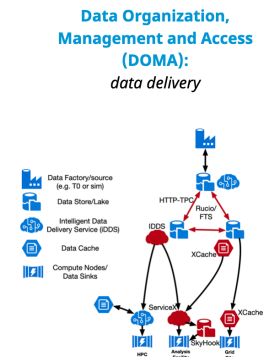 Data Organization,
Management and Access
(DOMA):
data delivery
Data Factory/source
(e.g. T0 or sim)
Data Store/Lake
Intelligent Data
Delivery Service (iDDS)
Data Cache
Compute Nodes/
Data Sinks
HTTP-TPC
Rucio/
FTS
IDDS
XCache
ServiceX
XCache
SkyHook
HPC
Analysis
Grid